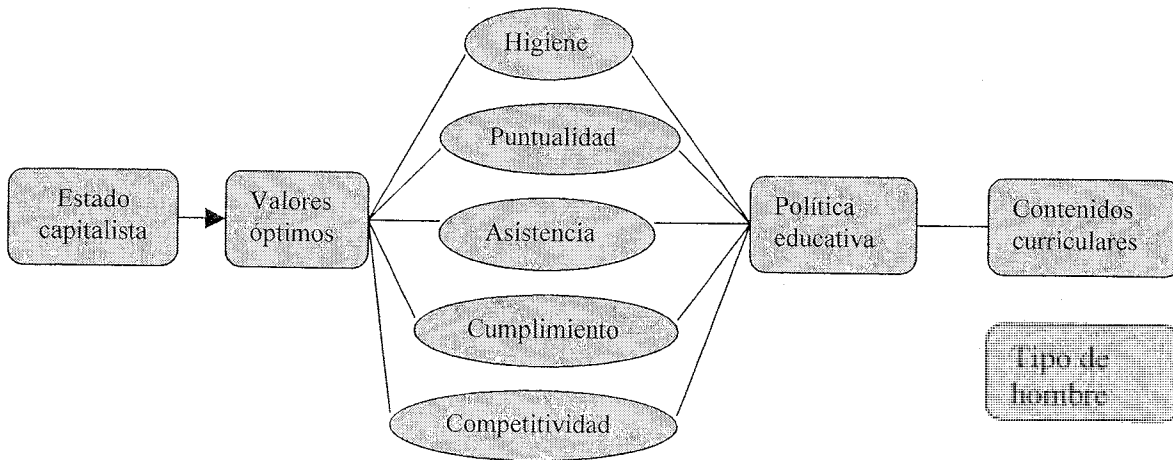 Higiene
Puntualidad
Estado
capitalista
Valores
óptimos
Asistencia
Política
educativa
Contenidos
curriculares
Cumplimiento
Tipo de
hombre
Competitividad